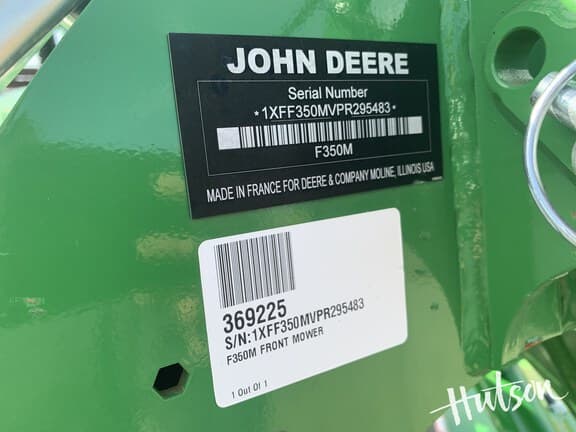 JOHN DEERE
Serial Number
*1XFF350MVPR295483*
F350M
MADE IN FRANCE FOR DEERE & COMPANY MOLINE, ILLINOIS USA
369225
S/N:1XFF350MVPR295483
F350M FRONT MOWER
1 Out Of 1
Hutson